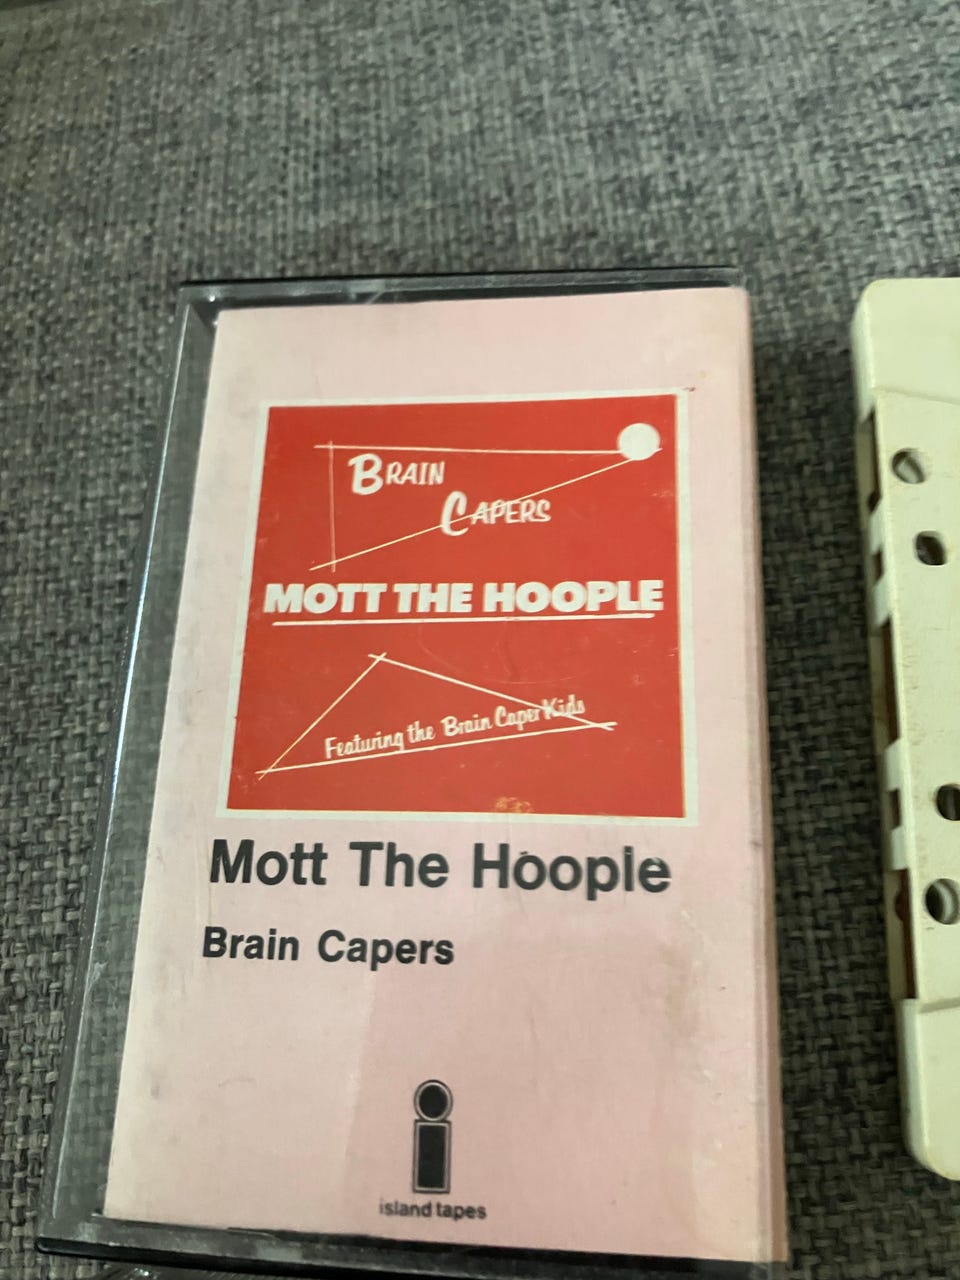 BRAIN
CAPERS
MOTT THE HOOPLE
Featuring the Brain Caper Kids
Mott The Hoople
Brain Capers
island tapes